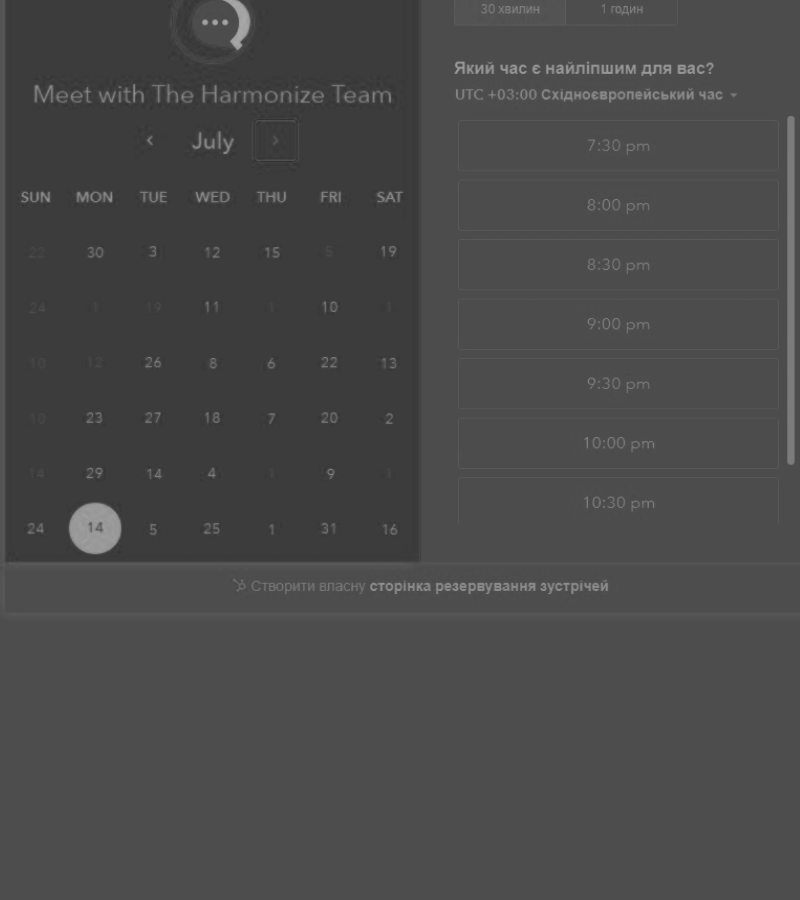 30 хвилин 1 годин
Який час є найліпшим для вас?
UTC +03:00 Східноєвропейський час
Meet with The Harmonize Team
July
SUN MON TUE WED THU FRI SAT
22 30 3 12 15 5 19
24 1 19 11 1 10 1
10 12 26 8 6 22 13
10 23 27 18 7 20 2
14 29 14 4 9
24 14 5 25 1 31 16
7:30 pm
8:00 pm
8:30 pm
9:00 pm
9:30 pm
10:00 pm
10:30 pm
Створити власну сторінка резервування зустрічей